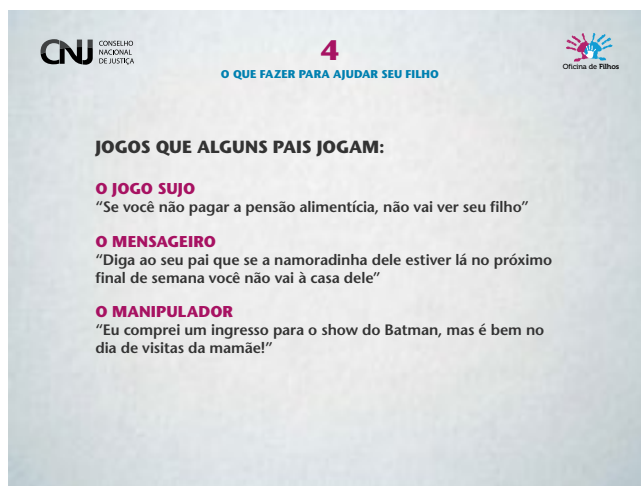 CNJ
CONSELHO
NACIONAL
DE JUSTIÇA
4
O QUE FAZER PARA AJUDAR SEU FILHO
Oficina de Filhos
JOGOS QUE ALGUNS PAIS JOGAM:
O JOGO SUJO
“Se você não pagar a pensão alimentícia, não vai ver seu filho”
O MENSAGEIRO
“Diga ao seu pai que se a namoradinha dele estiver lá no próximo
final de semana você não vai à casa dele”
O MANIPULADOR
“Eu comprei um ingresso para o show do Batman, mas é bem no
dia de visitas da mamãe!”